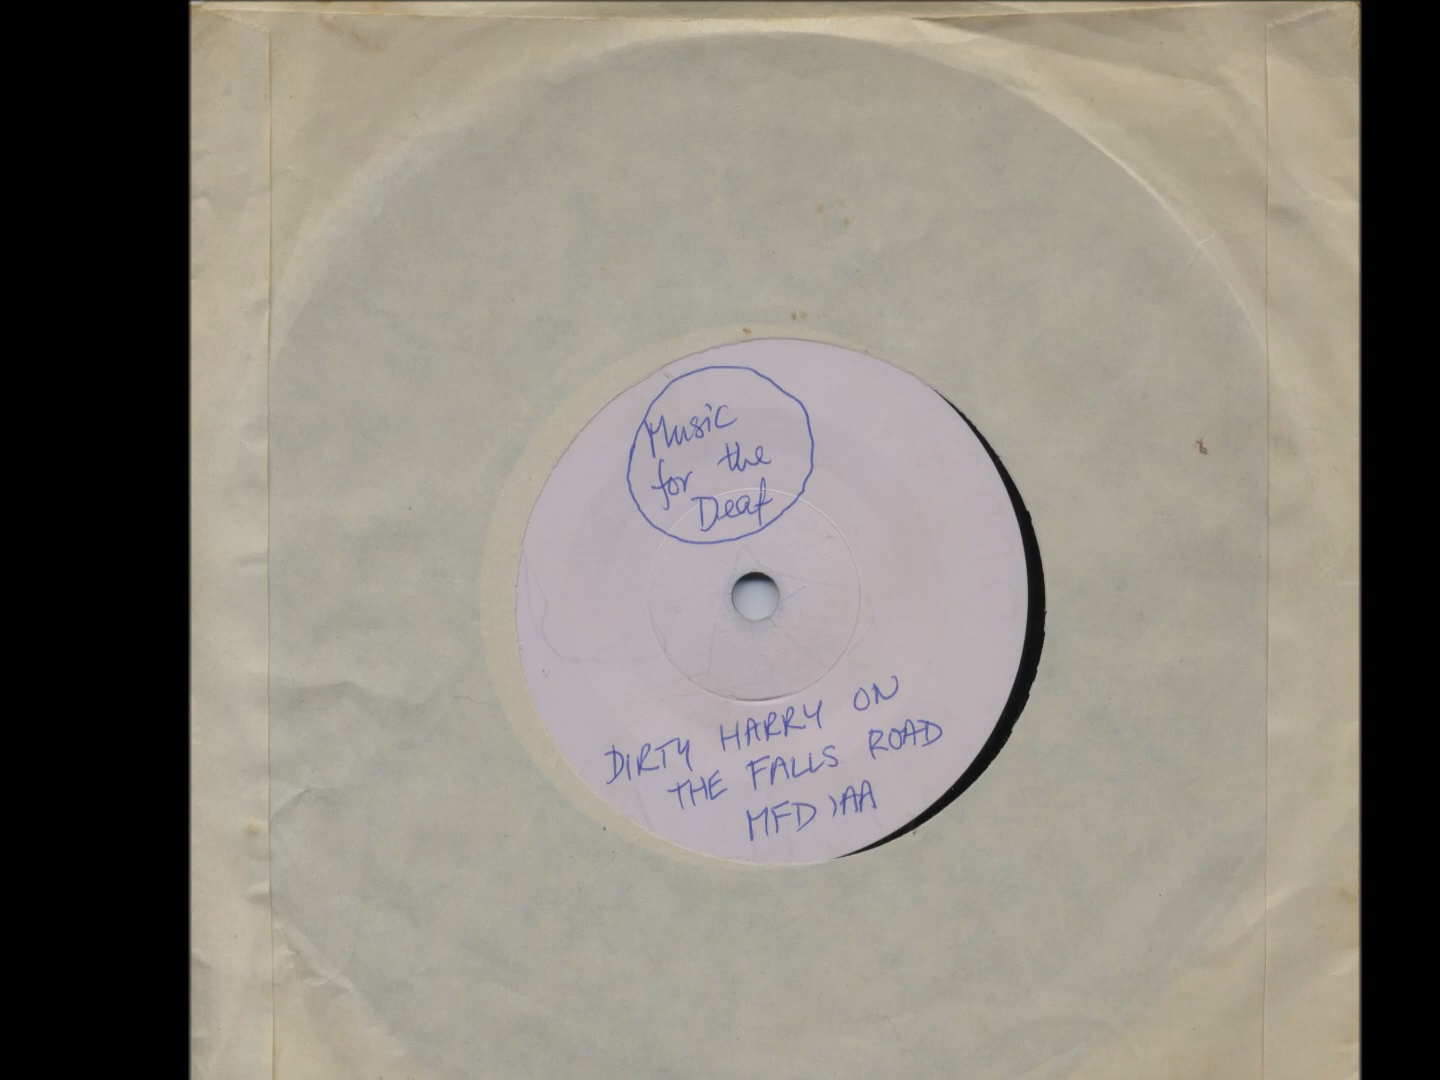 Music
for the
Deaf
DIRTY HARRY ON
THE FALLS ROAD
MFD 1AA